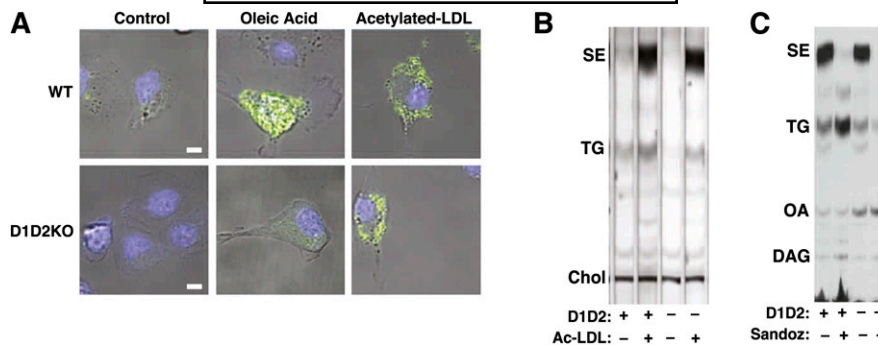 A
Control Oleic Acid Acetylated-LDL
WT
D1D2KO
B
SE
TG
Chol
D1D2: + + – –
Ac-LDL: – + – +
C
SE
TG
OA
DAG
D1D2: + + – –
Sandoz: – + –